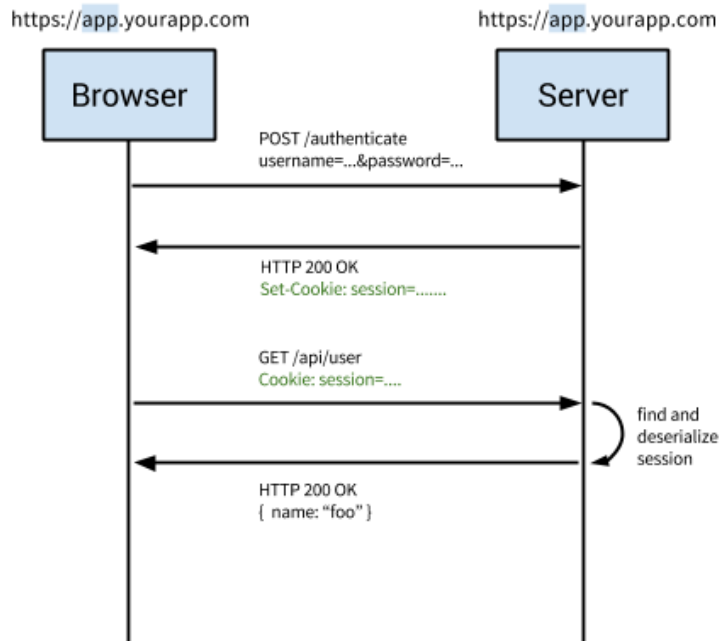 https://app.yourapp.com
https://app.yourapp.com
Browser
Server
POST /authenticate
username=...&password=...
HTTP 200 OK
Set-Cookie: session=.......
GET /api/user
Cookie: session=....
find and
deserialize
session
HTTP 200 OK
{ name: “foo” }